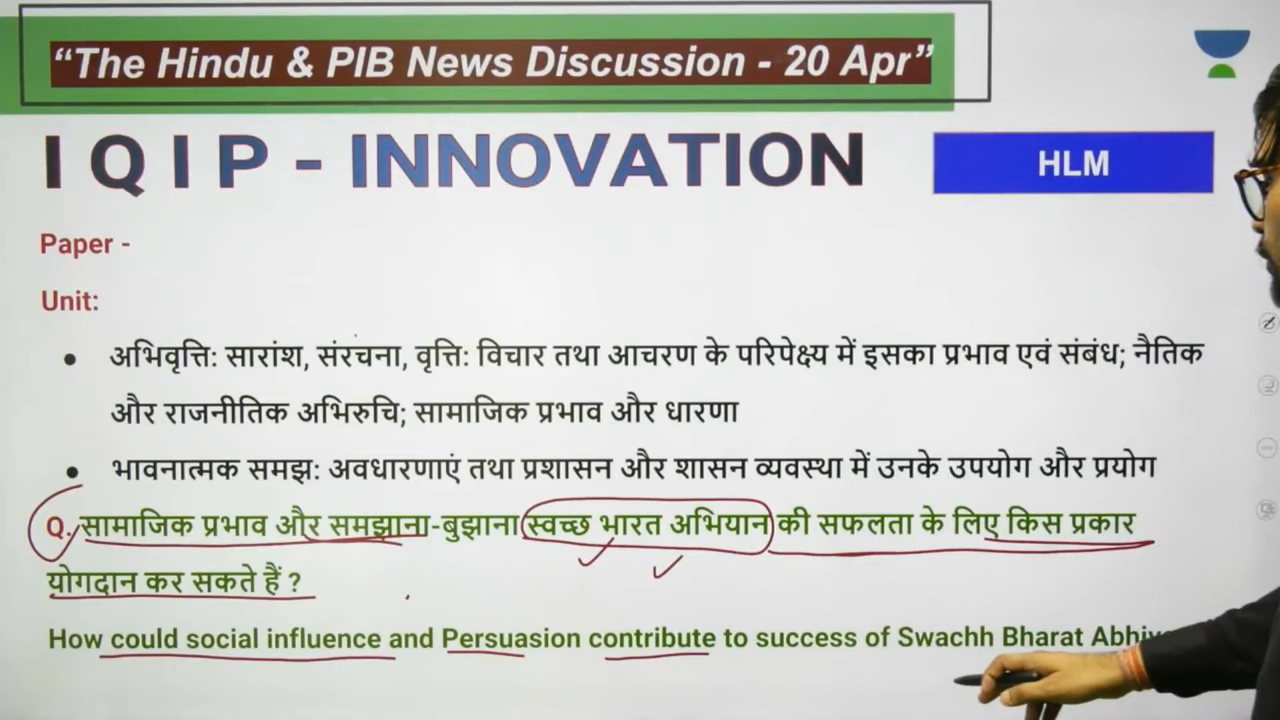 “The Hindu & PIB News Discussion - 20 Apr”
I Q I P - INNOVATION
HLM
Paper -
Unit:
• अभिवृत्ति: सारांश, संरचना, वृत्ति: विचार तथा आचरण के परिपेक्ष्य में इसका प्रभाव एवं संबंध; नैतिक
और राजनीतिक अभिरुचि; सामाजिक प्रभाव और धारणा
• भावनात्मक समझ: अवधारणाएं तथा प्रशासन और शासन व्यवस्था में उनके उपयोग और प्रयोग
Q. सामाजिक प्रभाव और समझाना-बुझाना स्वच्छ भारत अभियान की सफलता के लिए किस प्रकार
योगदान कर सकते हैं ?
How could social influence and Persuasion contribute to success of Swachh Bharat